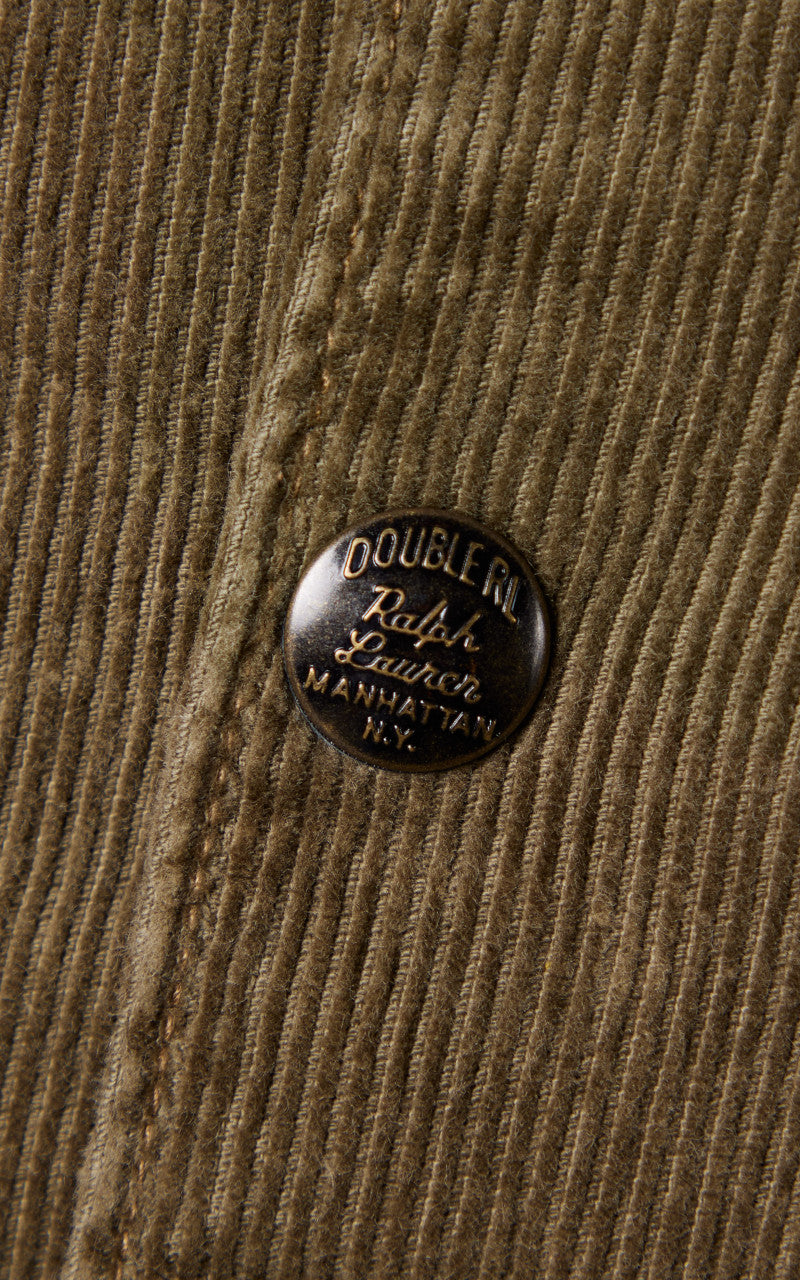 DOUBLE RL
Ralph
Lauren
MANHATTAN
N.Y.